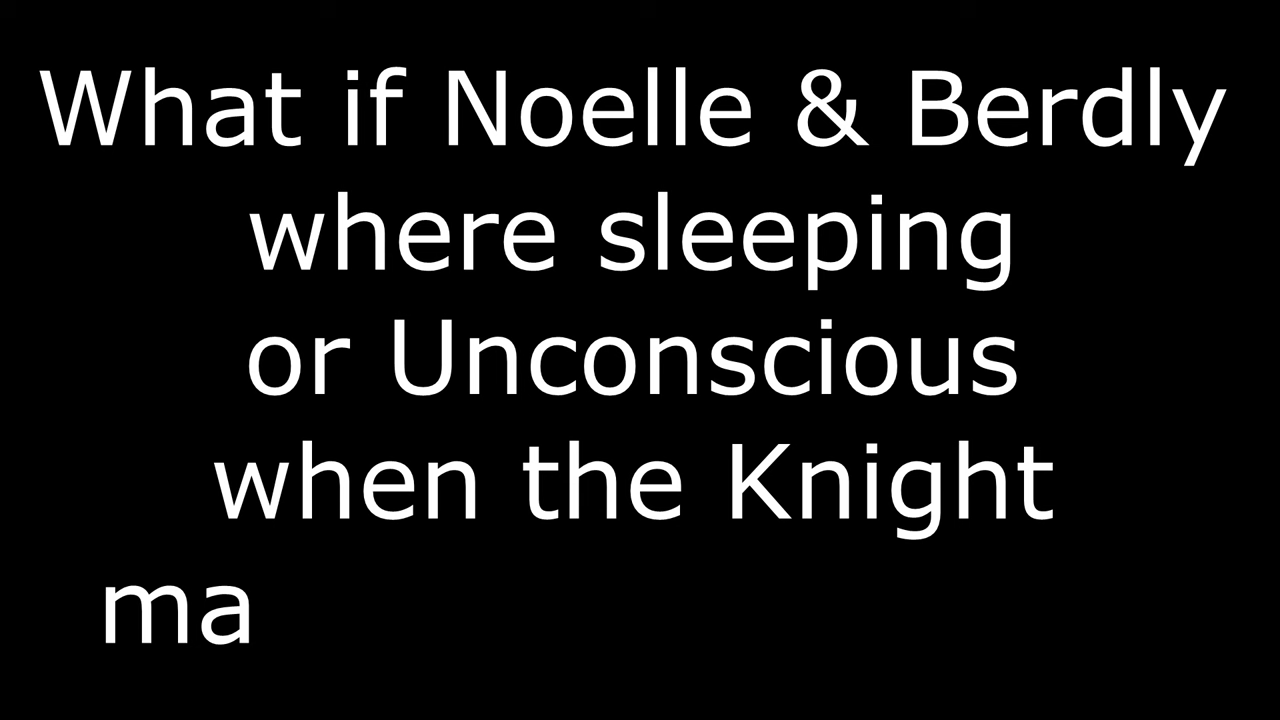 What if Noelle & Berdly
where sleeping
or Unconscious
when the Knight
ma